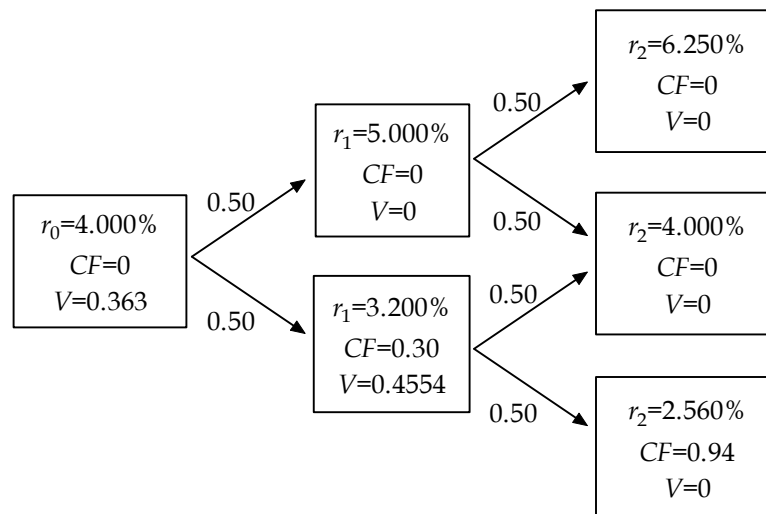 r₀=4.000%
CF=0
V=0.363
0.50
0.50
r₁=5.000%
CF=0
V=0
r₁=3.200%
CF=0.30
V=0.4554
0.50
0.50
0.50
0.50
r₂=6.250%
CF=0
V=0
r₂=4.000%
CF=0
V=0
r₂=2.560%
CF=0.94
V=0